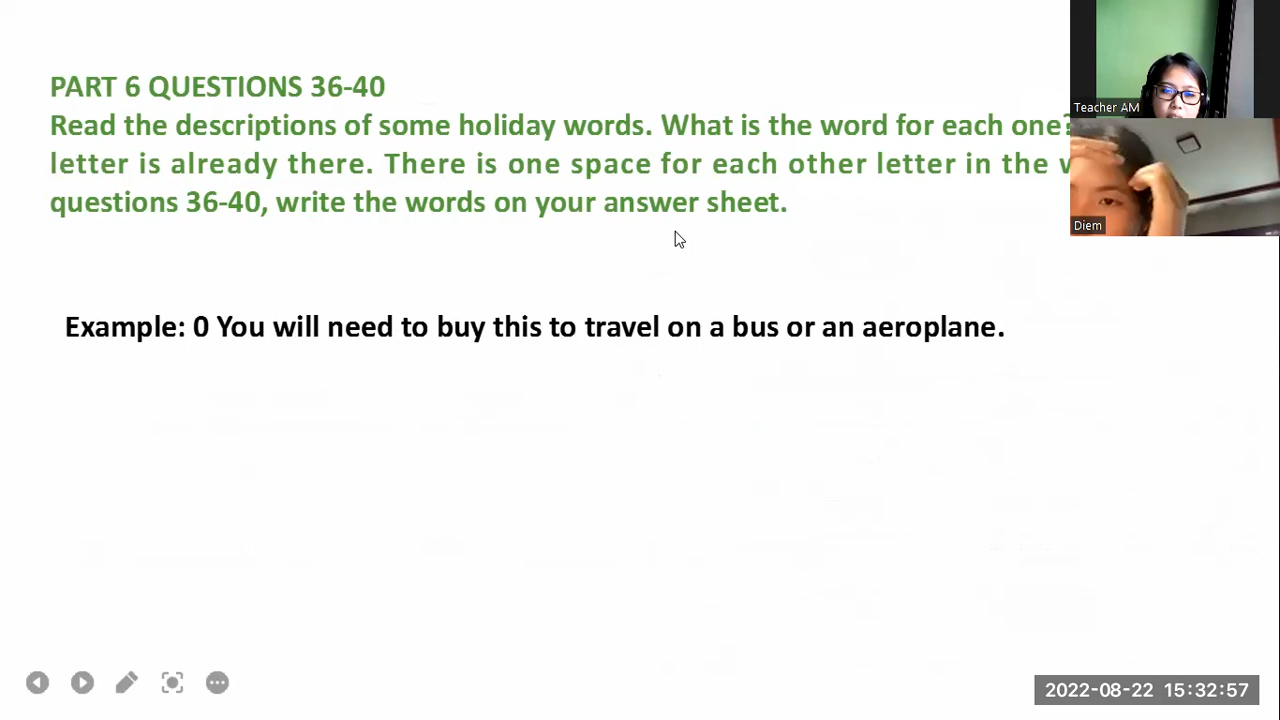 PART 6 QUESTIONS 36-40
Read the descriptions of some holiday words. What is the word for each one?
letter is already there. There is one space for each other letter in the
questions 36-40, write the words on your answer sheet.
Example: 0 You will need to buy this to travel on a bus or an aeroplane.
Teacher AM
Diem
2022-08-22 15:32:57